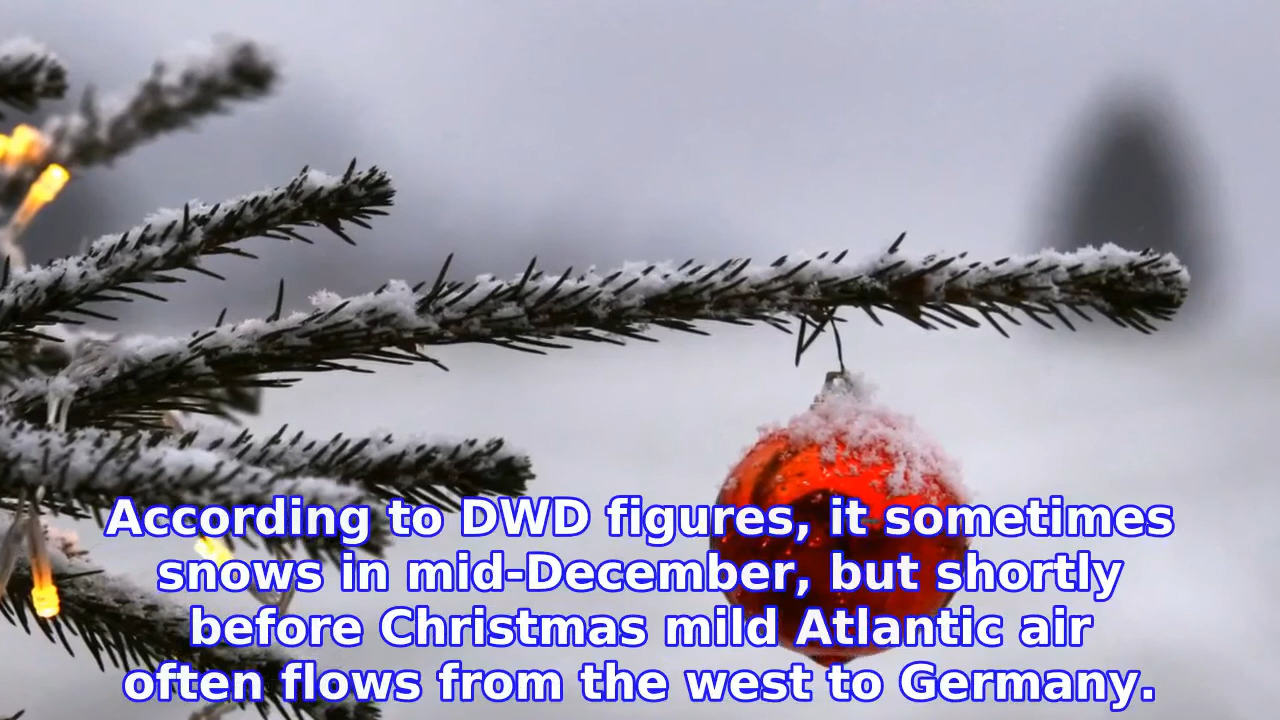 According to DWD figures, it sometimes
snows in mid-December, but shortly
before Christmas mild Atlantic air
often flows from the west to Germany.